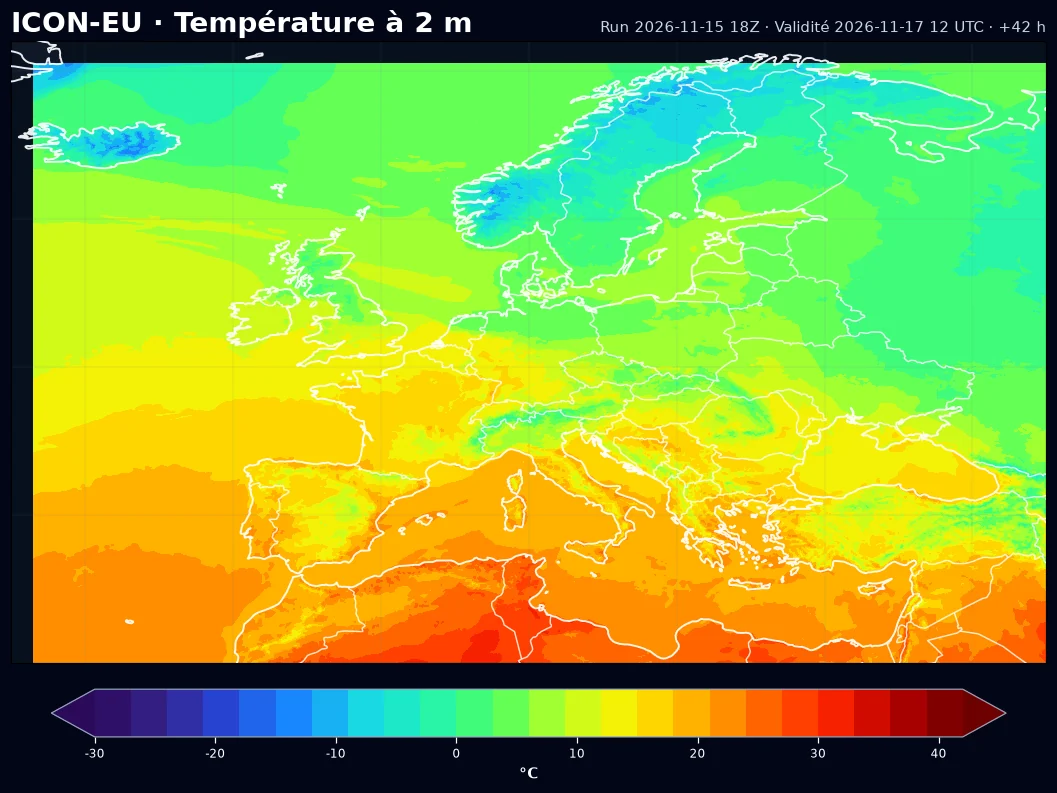 ICON-EU · Température à 2 m
Run 2026-11-15 18Z · Validité 2026-11-17 12 UTC · +42 h
-30 -20 -10 0 10 20 30 40
°C